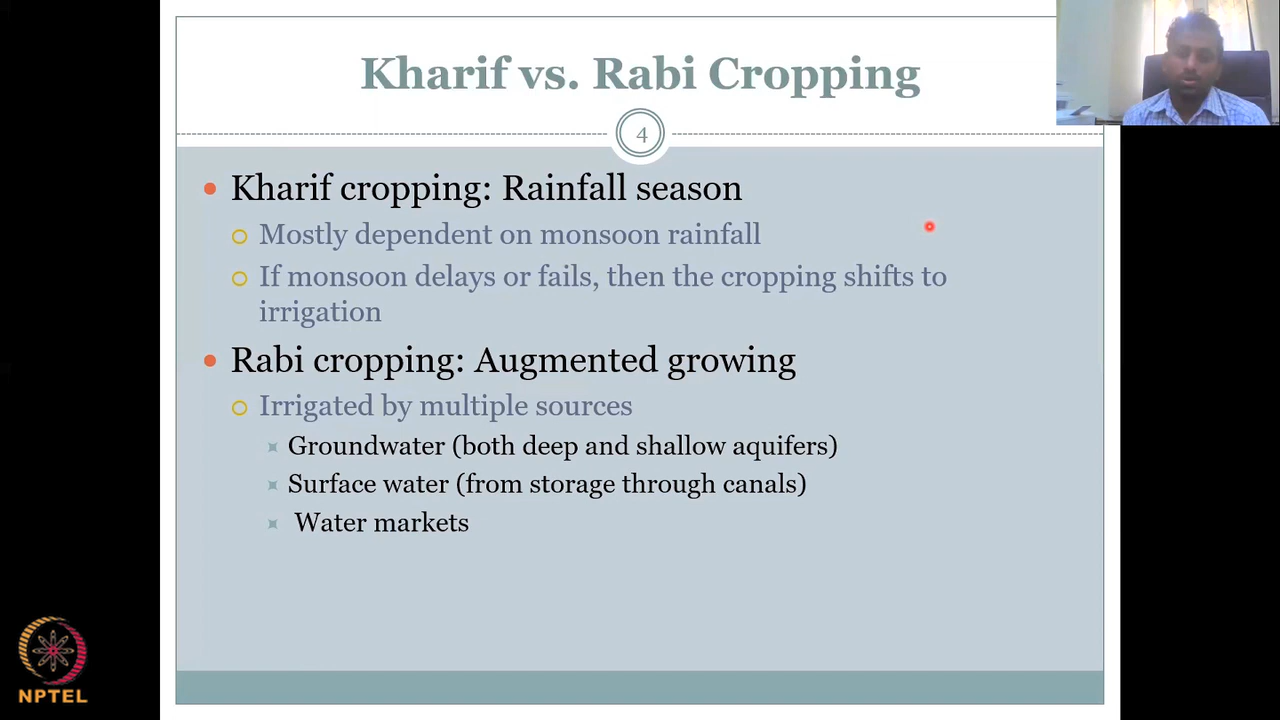 Kharif vs. Rabi Cropping
4
Kharif cropping: Rainfall season
Mostly dependent on monsoon rainfall
If monsoon delays or fails, then the cropping shifts to
irrigation
Rabi cropping: Augmented growing
Irrigated by multiple sources
Groundwater (both deep and shallow aquifers)
Surface water (from storage through canals)
Water markets
NPTEL